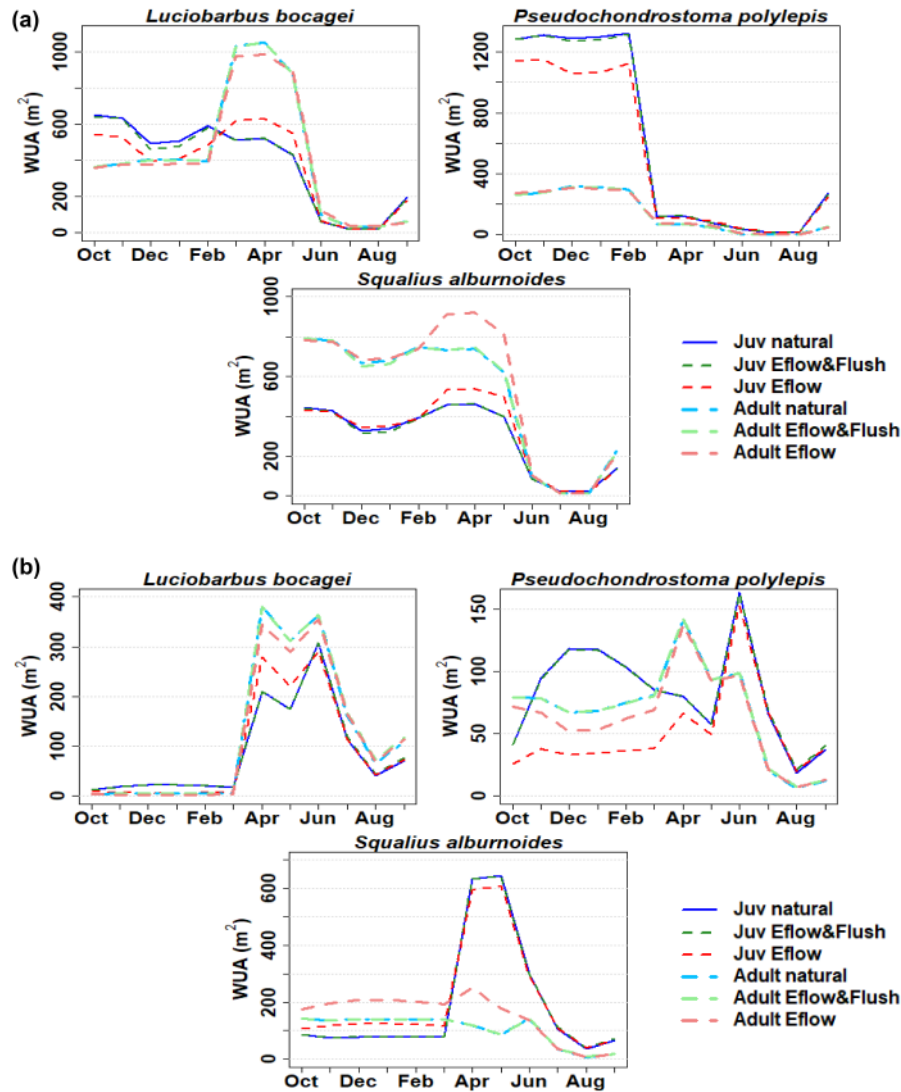 (a)
Luciobarbus bocagei
WUA (m²)
0 200 600 1000
Oct Dec Feb Apr Jun Aug
Pseudochondrostoma polylepis
WUA (m²)
0 400 800 1200
Oct Dec Feb Apr Jun Aug
Squalius alburnoides
WUA (m²)
0 200 600 1000
Oct Dec Feb Apr Jun Aug
Juv natural
Juv Eflow&Flush
Juv Eflow
Adult natural
Adult Eflow&Flush
Adult Eflow
(b)
Luciobarbus bocagei
WUA (m²)
0 100 200 300 400
Oct Dec Feb Apr Jun Aug
Pseudochondrostoma polylepis
WUA (m²)
0 50 100 150
Oct Dec Feb Apr Jun Aug
Squalius alburnoides
WUA (m²)
0 200 400 600
Oct Dec Feb Apr Jun Aug
Juv natural
Juv Eflow&Flush
Juv Eflow
Adult natural
Adult Eflow&Flush
Adult Eflow